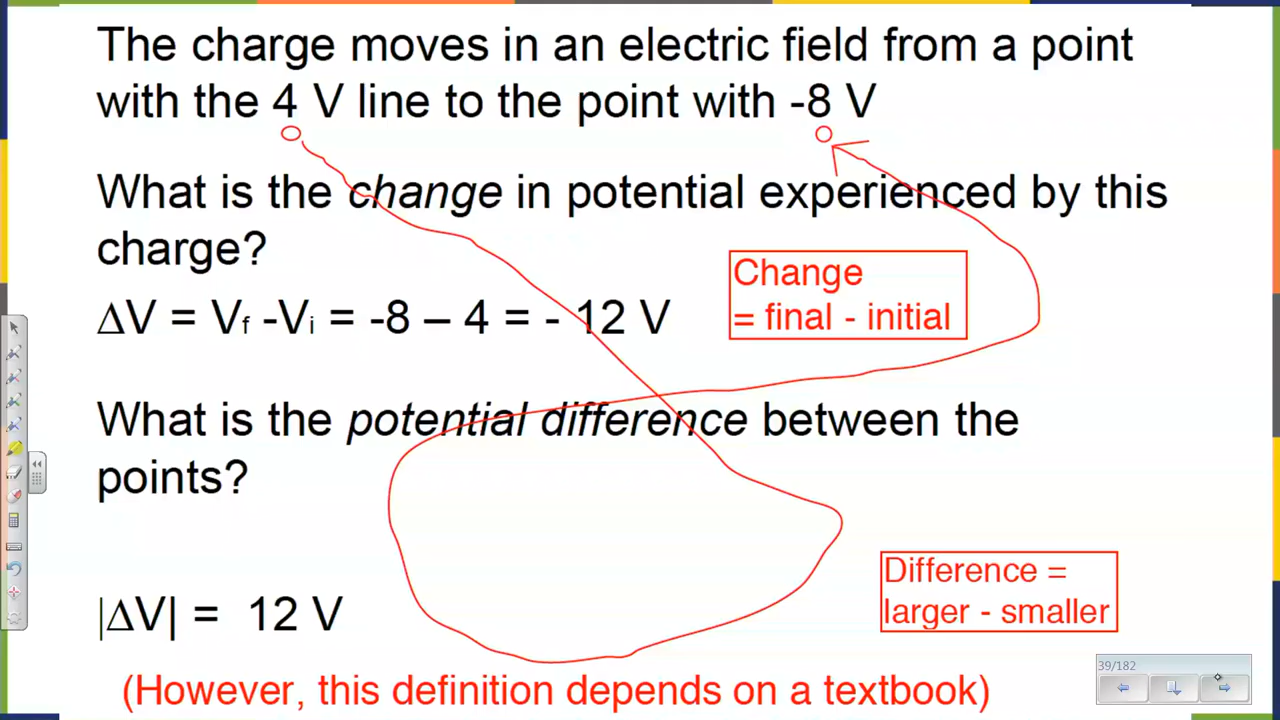 The charge moves in an electric field from a point
with the 4 V line to the point with -8 V
What is the change in potential experienced by this
charge?
Change
= final - initial
∆V = Vf -Vi = -8 – 4 = - 12 V
What is the potential difference between the
points?
Difference =
larger - smaller
|∆V| = 12 V
39/182
(However, this definition depends on a textbook)